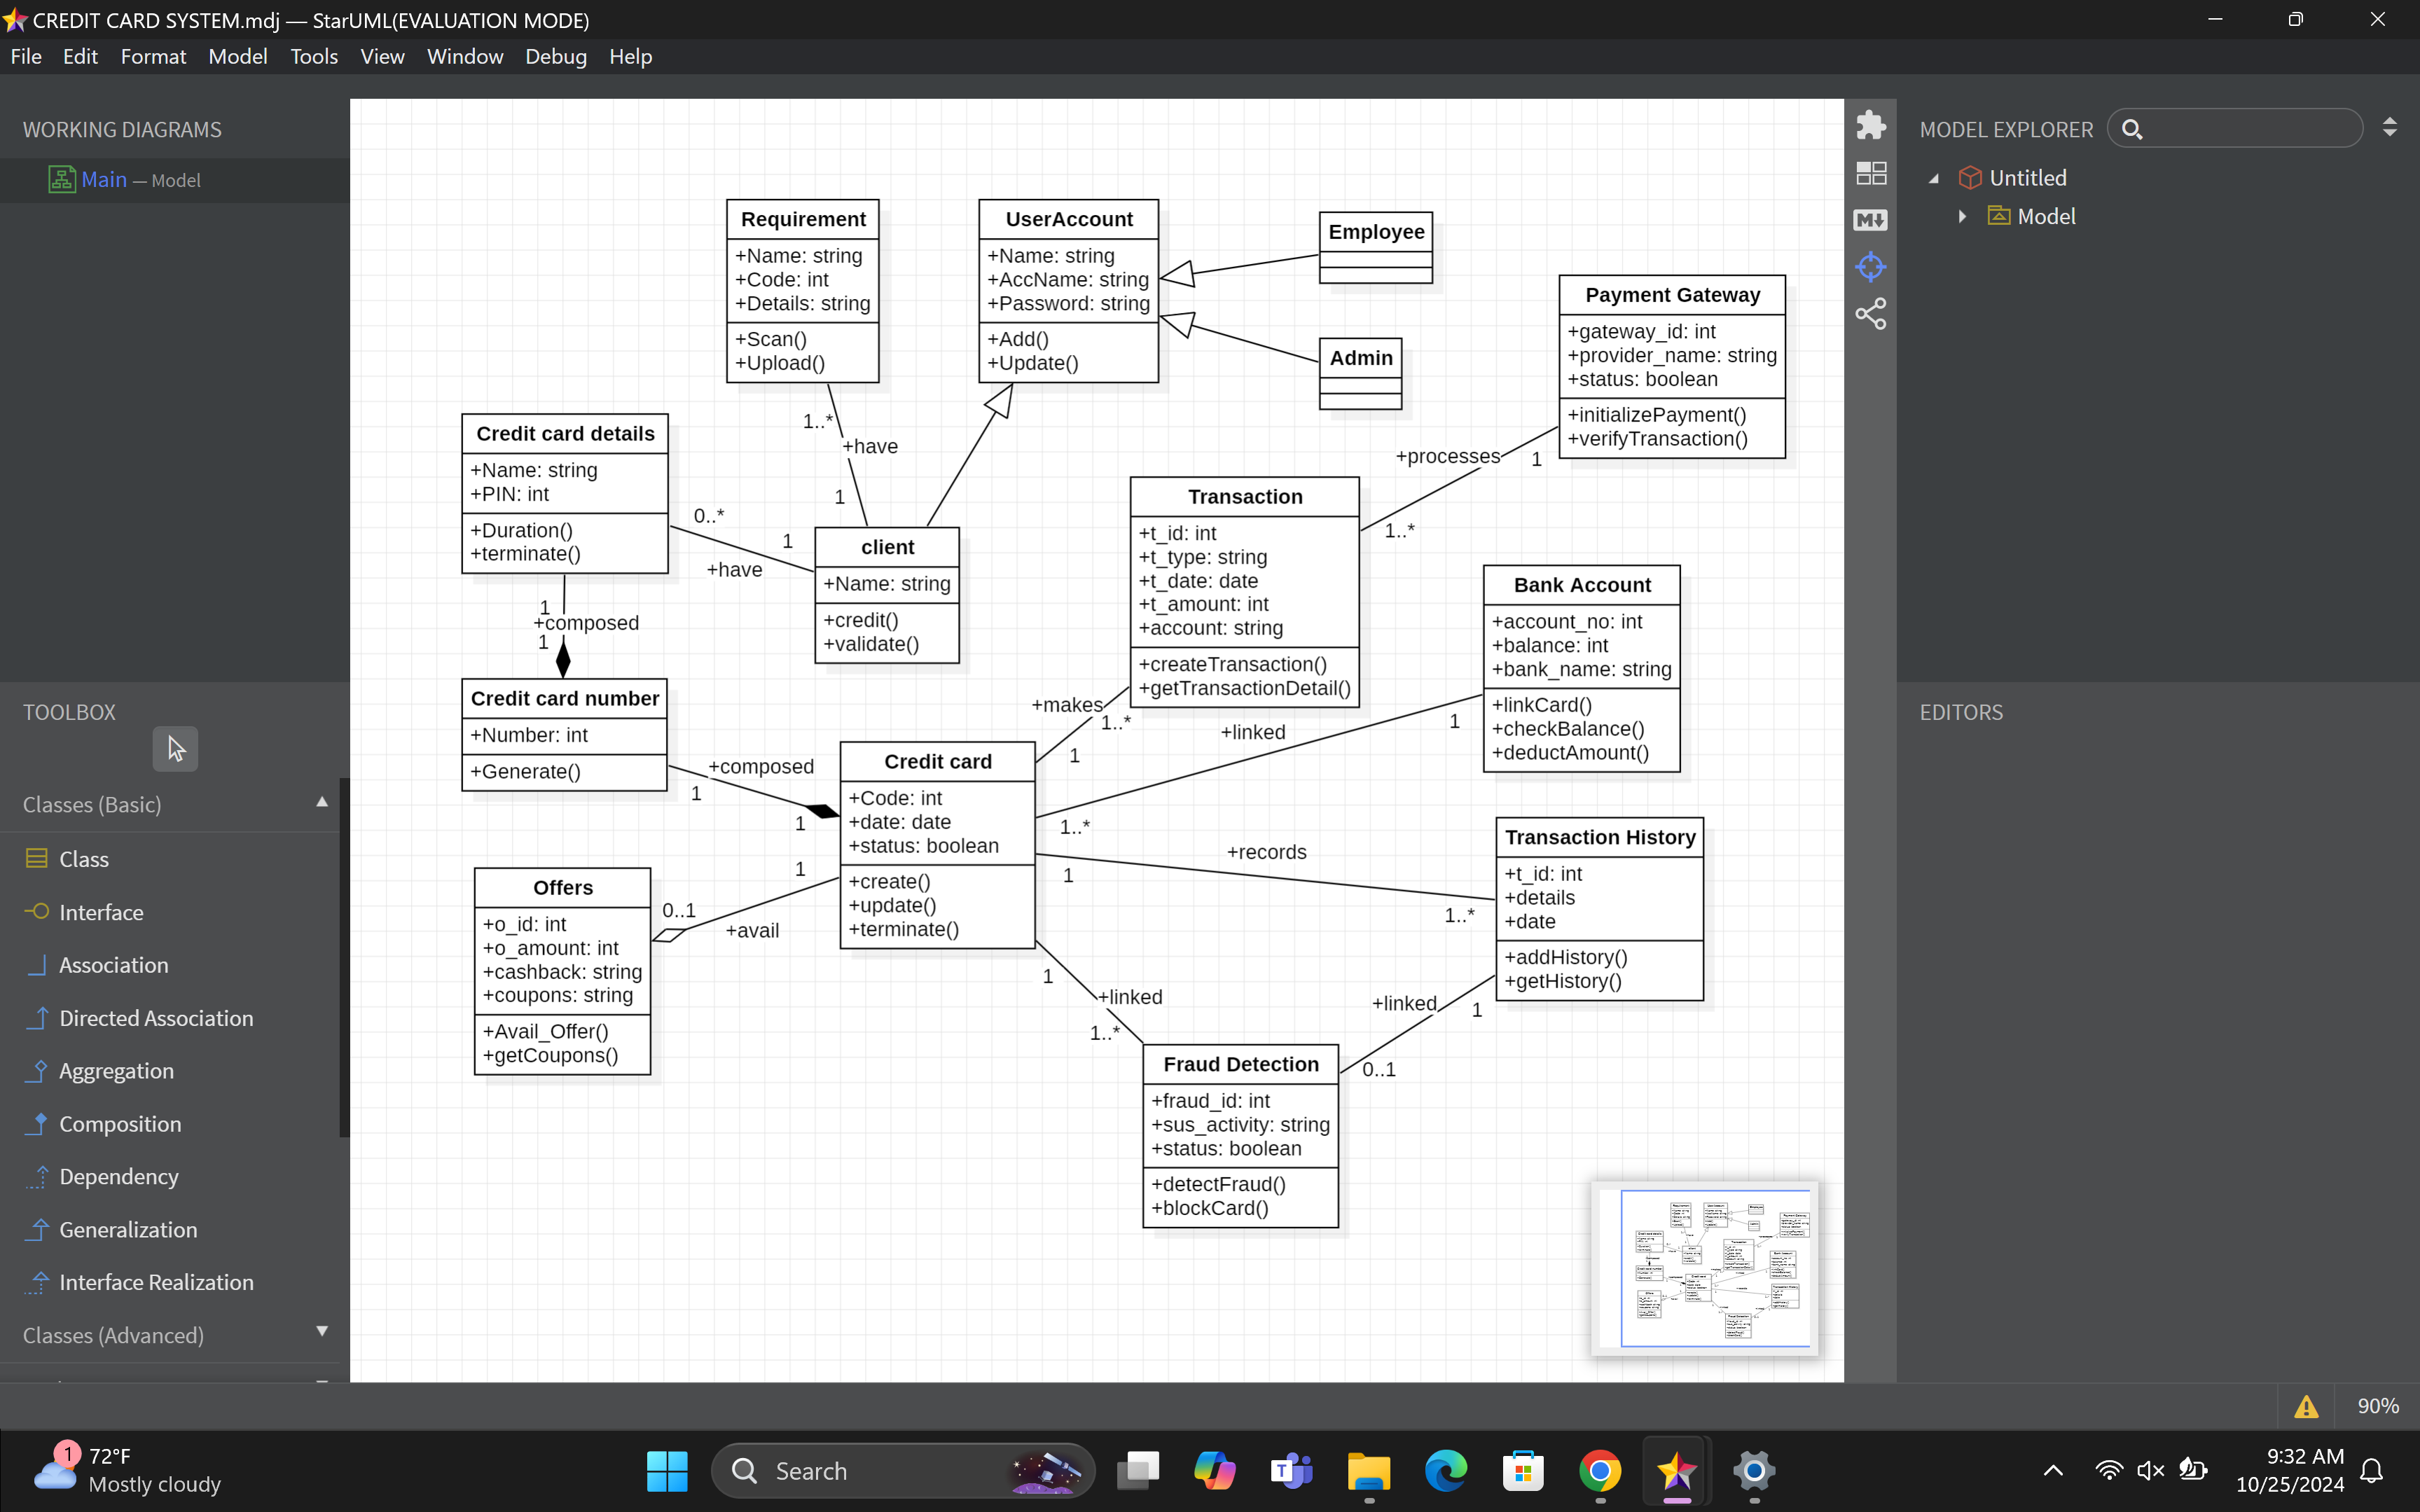 CREDIT CARD SYSTEM.mdj — StarUML(EVALUATION MODE)
File Edit Format Model Tools View Window Debug Help
WORKING DIAGRAMS
Main — Model
TOOLBOX
Classes (Basic)
Class
Interface
Association
Directed Association
Aggregation
Composition
Dependency
Generalization
Interface Realization
Classes (Advanced)
Requirement
+Name: string
+Code: int
+Details: string
+Scan()
+Upload()
UserAccount
+Name: string
+AccName: string
+Password: string
+Add()
+Update()
Employee
Admin
Payment Gateway
+gateway_id: int
+provider_name: string
+status: boolean
+initializePayment()
+verifyTransaction()
1..*
+have
1
Credit card details
+Name: string
+PIN: int
+Duration()
+terminate()
0..*
1
+have
client
+Name: string
+credit()
+validate()
Transaction
+t_id: int
+t_type: string
+t_date: date
+t_amount: int
+account: string
+createTransaction()
+getTransactionDetail()
+processes
1
1..*
Bank Account
+account_no: int
+balance: int
+bank_name: string
+linkCard()
+checkBalance()
+deductAmount()
1
+composed
1
Credit card number
+Number: int
+Generate()
+composed
1
1
+makes
1..*
1
+linked
1
1..*
Credit card
+Code: int
+date: date
+status: boolean
+create()
+update()
+terminate()
Offers
+o_id: int
+o_amount: int
+cashback: string
+coupons: string
+Avail_Offer()
+getCoupons()
1
0..1
+avail
+records
1
1..*
Transaction History
+t_id: int
+details
+date
+addHistory()
+getHistory()
1
+linked
1..*
+linked
1
0..1
Fraud Detection
+fraud_id: int
+sus_activity: string
+status: boolean
+detectFraud()
+blockCard()
MODEL EXPLORER
Untitled
Model
EDITORS
90%
1
72°F
Mostly cloudy
Search
9:32 AM
10/25/2024